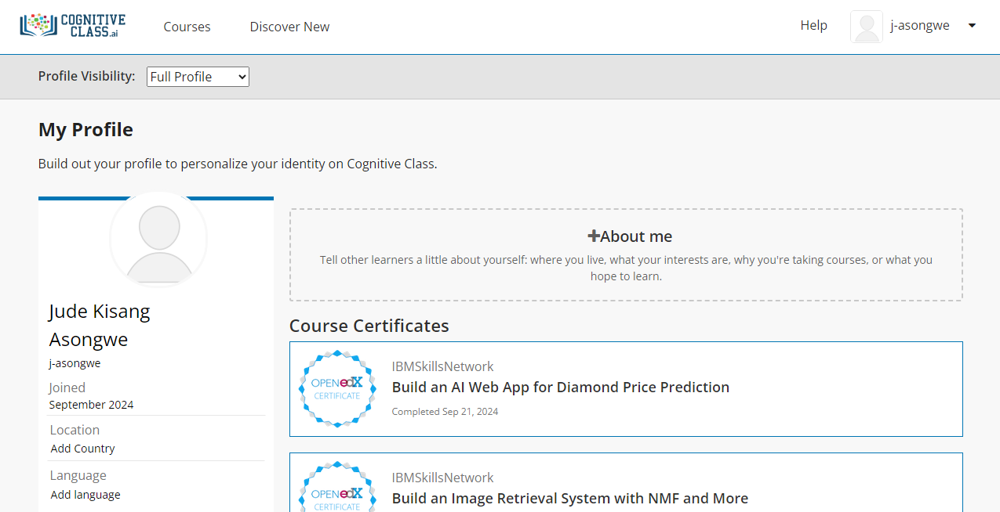 COGNITIVE
CLASS.ai
Courses
Discover New
Help
j-asongwe
Profile Visibility:
Full Profile
My Profile
Build out your profile to personalize your identity on Cognitive Class.
Jude Kisang
Asongwe
j-asongwe
Joined
September 2024
Location
Add Country
Language
Add language
About me
Tell other learners a little about yourself: where you live, what your interests are, why you're taking courses, or what you
hope to learn.
Course Certificates
OPENedX
CERTIFICATE
IBMSkillsNetwork
Build an AI Web App for Diamond Price Prediction
Completed Sep 21, 2024
OPENedX
CERTIFICATE
IBMSkillsNetwork
Build an Image Retrieval System with NMF and More